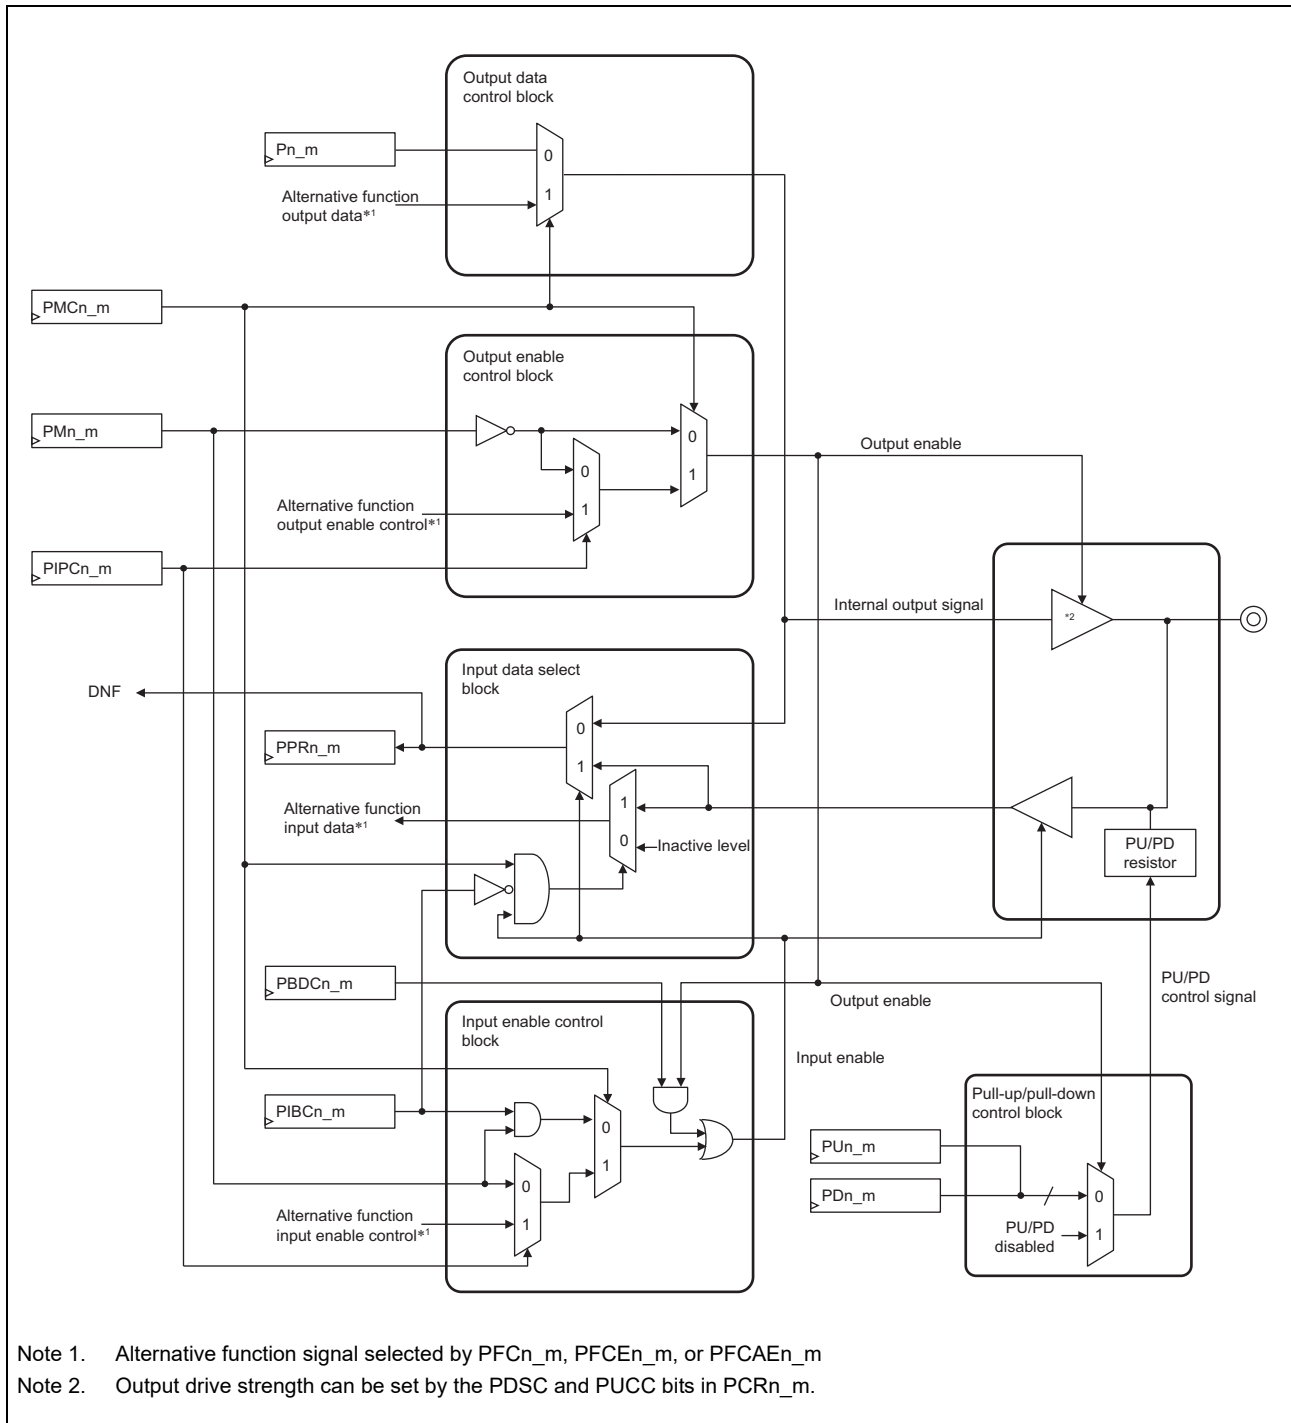 Output data
control block
Pn_m
0
Alternative function
output data*1
1
PMCn_m
Output enable
control block
PMn_m
0
0
1
1
Alternative function
output enable control*1
Output enable
PIPCn_m
Internal output signal
*2
Input data select
block
DNF
0
PPRn_m
1
1
Alternative function
input data*1
0
Inactive level
PU/PD
resistor
PBDCn_m
Output enable
PU/PD
control signal
Input enable control
block
Input enable
Pull-up/pull-down
control block
PIBCn_m
0
PUn_m
1
0
PDn_m
0
Alternative function
input enable control*1
1
PU/PD
disabled
1
Note 1. Alternative function signal selected by PFCn_m, PFCEn_m, or PFCAEn_m
Note 2. Output drive strength can be set by the PDSC and PUCC bits in PCRn_m.